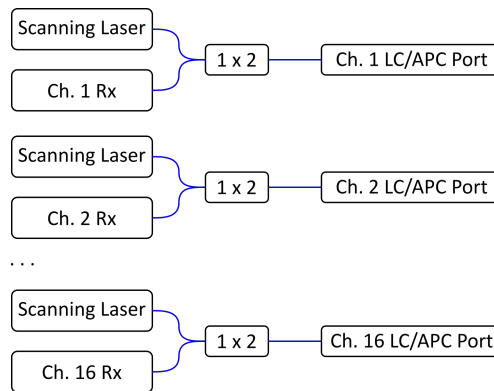 Scanning Laser
1 x 2
Ch. 1 LC/APC Port
Ch. 1 Rx
Scanning Laser
1 x 2
Ch. 2 LC/APC Port
Ch. 2 Rx
. . .
Scanning Laser
1 x 2
Ch. 16 LC/APC Port
Ch. 16 Rx